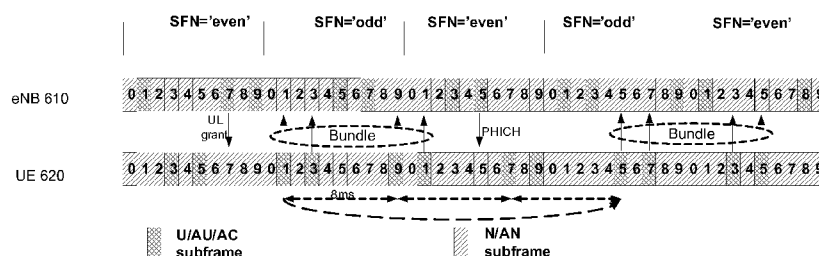 SFN='even' SFN='odd' SFN='even' SFN='odd' SFN='even'
eNB 610 0 1 2 3 4 5 6 7 8 9 0 1 2 3 4 5 6 7 8 9 0 1 2 3 4 5 6 7 8 9 0 1 2 3 4 5 6 7 8 9 0 1 2 3 4 5 6 7 8 9
UL grant Bundle PHICH Bundle
UE 620 0 1 2 3 4 5 6 7 8 9 0 1 2 3 4 5 6 7 8 9 0 1 2 3 4 5 6 7 8 9 0 1 2 3 4 5 6 7 8 9 0 1 2 3 4 5 6 7 8 9
8ms
U/AU/AC N/AN
subframe subframe